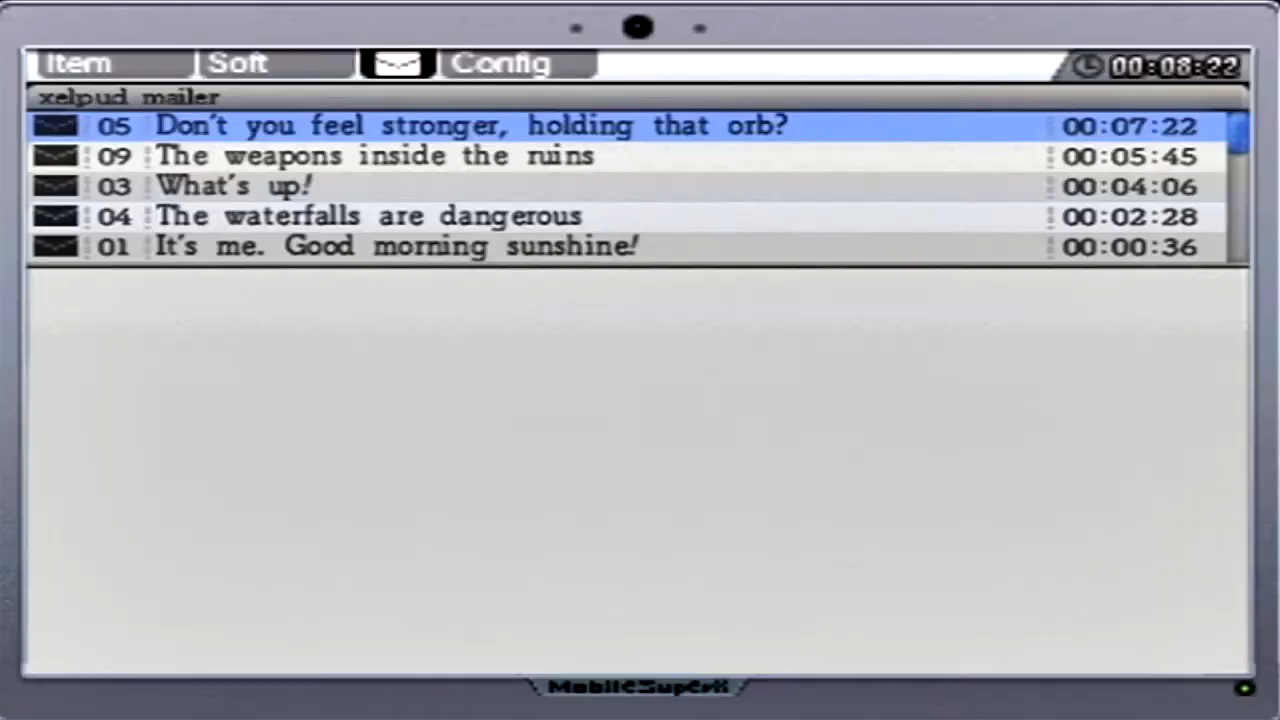 Item Soft Config 00:08:22
xelpud mailer
05 Don't you feel stronger, holding that orb? 00:07:22
09 The weapons inside the ruins 00:05:45
03 What's up! 00:04:06
04 The waterfalls are dangerous 00:02:28
01 It's me. Good morning sunshine! 00:00:36
MobileSuperX